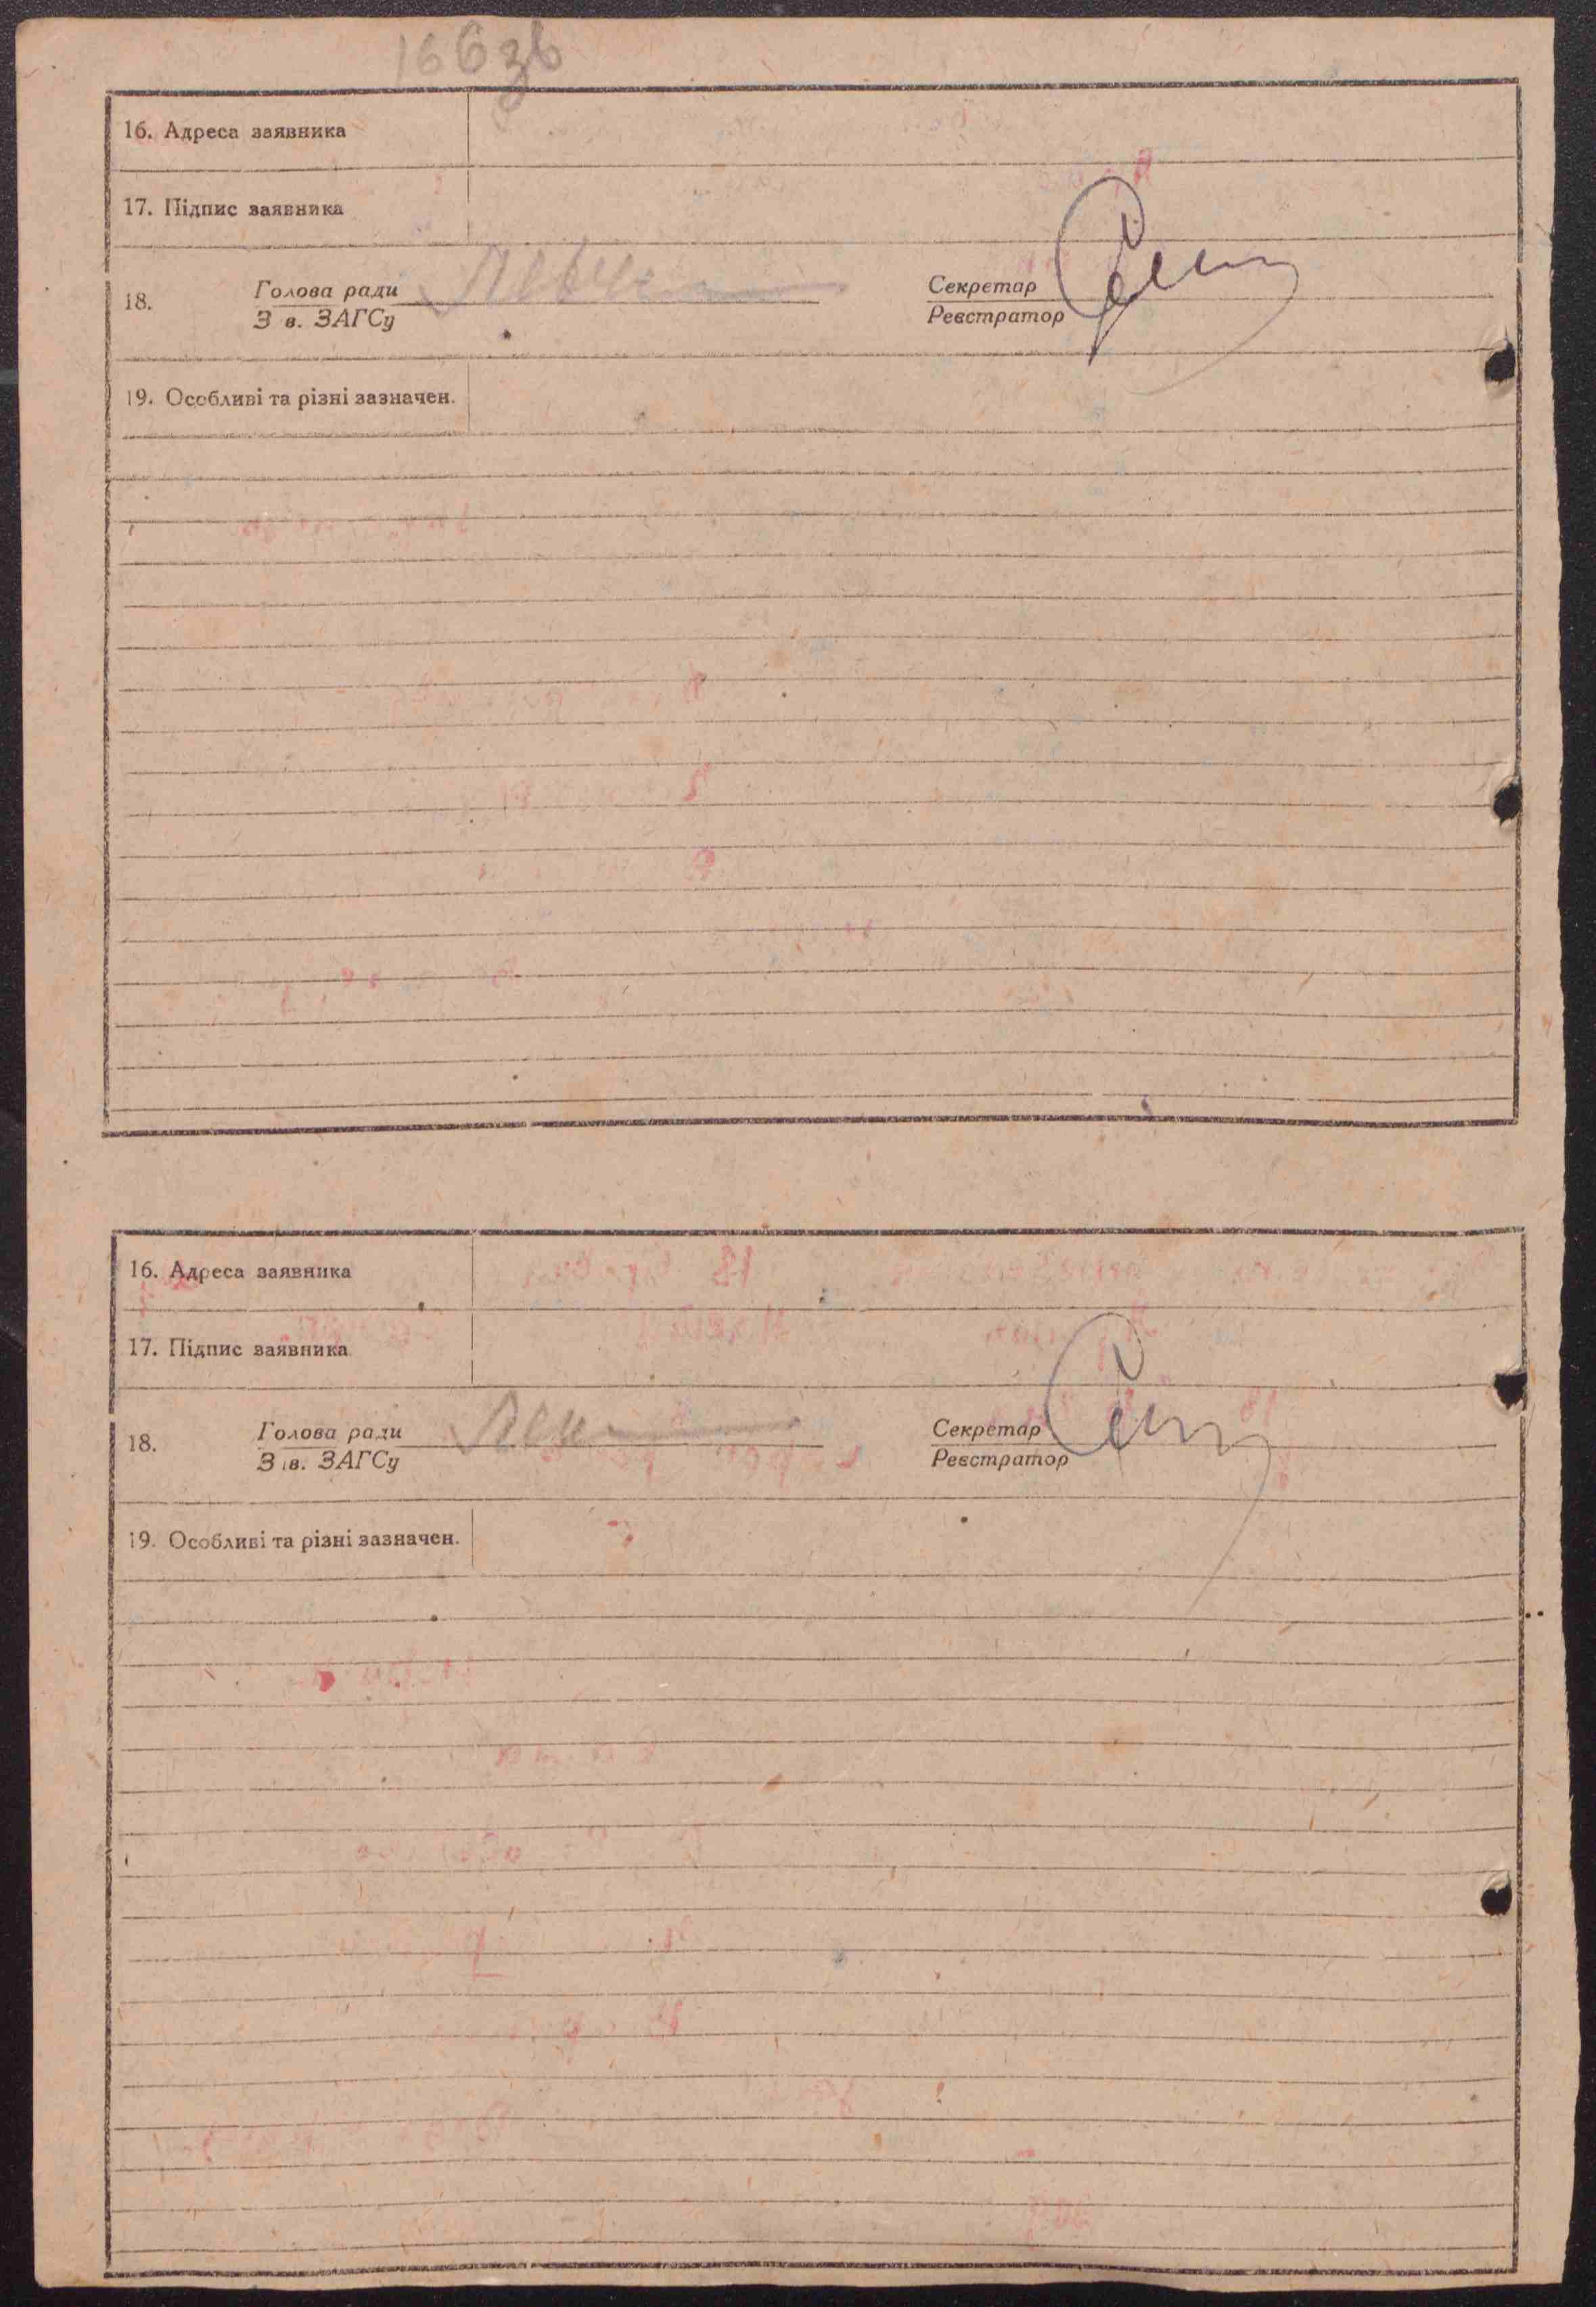 166зв
16. Адреса заявника
17. Підпис заявника
18. Голова ради Секретар
З в. ЗАГСу Реєстратор
19. Особливі та різні зазначен.
16. Адреса заявника
17. Підпис заявника
18. Голова ради Секретар
З в. ЗАГСу Реєстратор
19. Особливі та різні зазначен.